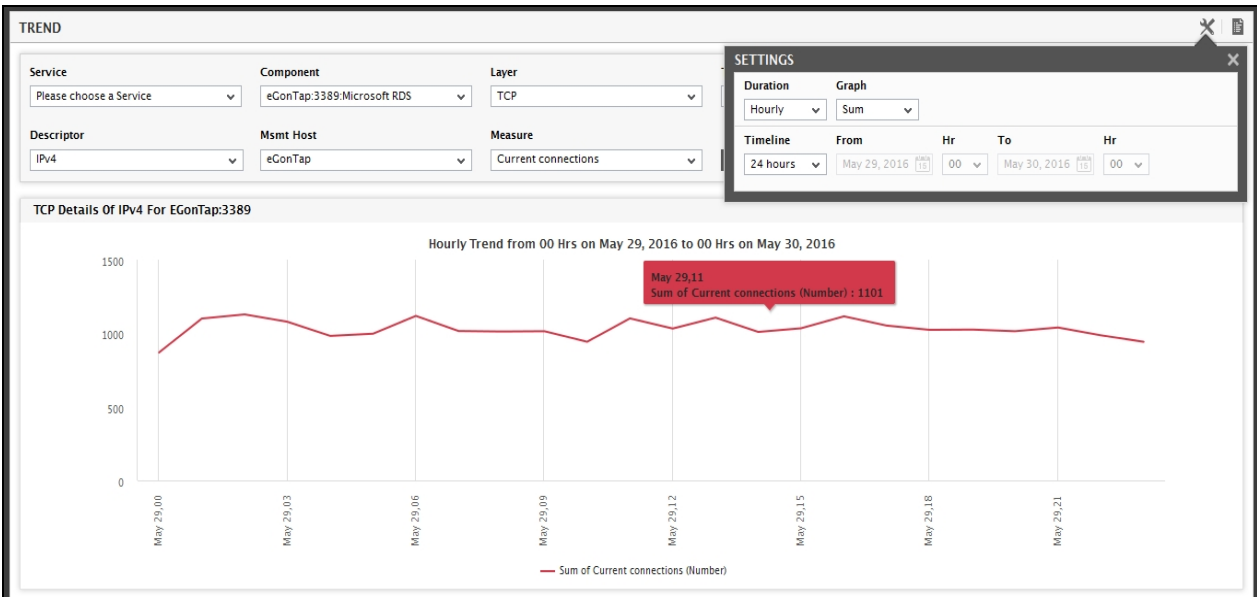 TREND
Service
Component
Layer
Please choose a Service
eGonTap:3389:Microsoft RDS
TCP
Descriptor
Msmt Host
Measure
IPv4
eGonTap
Current connections
SETTINGS
Duration
Graph
Hourly
Sum
Timeline
From
Hr
To
Hr
24 hours
May 29, 2016
00
May 30, 2016
00
TCP Details Of IPv4 For EGonTap:3389
Hourly Trend from 00 Hrs on May 29, 2016 to 00 Hrs on May 30, 2016
May 29,11
Sum of Current connections (Number) : 1101
1500
1000
500
0
May 29,00
May 29,03
May 29,06
May 29,09
May 29,12
May 29,15
May 29,18
May 29,21
Sum of Current connections (Number)